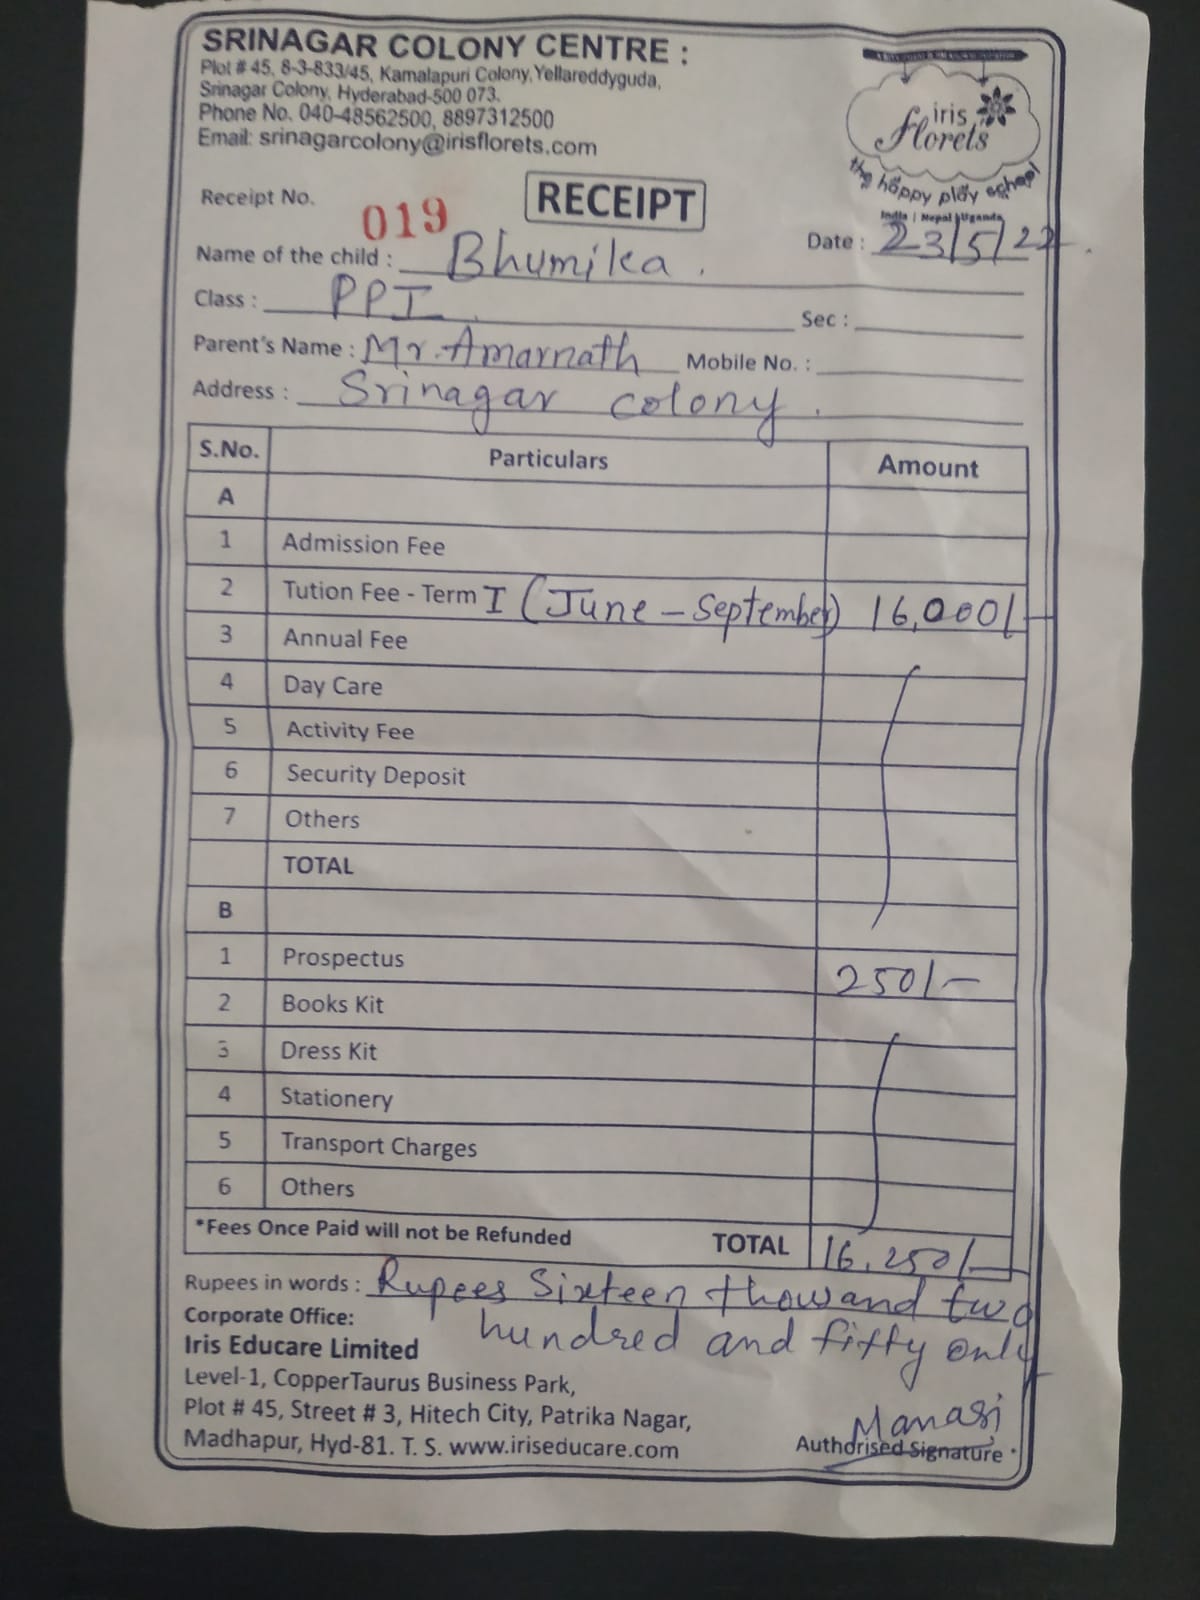 SRINAGAR COLONY CENTRE :
Plot # 45, 8-3-833/45, Kamalapuri Colony,Yellareddyguda,
Srinagar Colony, Hyderabad-500 073.
Phone No. 040-48562500, 8897312500
Email: srinagarcolony@irisflorets.com
iris
florets
the happy play school
India | Nepal | Uganda
Receipt No. 019
RECEIPT
Date : 23/5/22
Name of the child : Bhumika .
Class : PPI
Sec :
Parent's Name : Mr. Amarnath Mobile No. :
Address : Srinagar colony .
S.No. Particulars Amount
A
1 Admission Fee
2 Tution Fee - Term I (June - September) 16,000/-
3 Annual Fee
4 Day Care
5 Activity Fee
6 Security Deposit
7 Others
TOTAL
B
1 Prospectus 250/-
2 Books Kit
3 Dress Kit
4 Stationery
5 Transport Charges
6 Others
*Fees Once Paid will not be Refunded TOTAL 16,250/-
Rupees in words : Rupees Sixteen thousand two
hundred and fifty only
Corporate Office:
Iris Educare Limited
Level-1, CopperTaurus Business Park,
Plot # 45, Street # 3, Hitech City, Patrika Nagar,
Madhapur, Hyd-81. T. S. www.iriseducare.com
Manasi
Authorised Signature